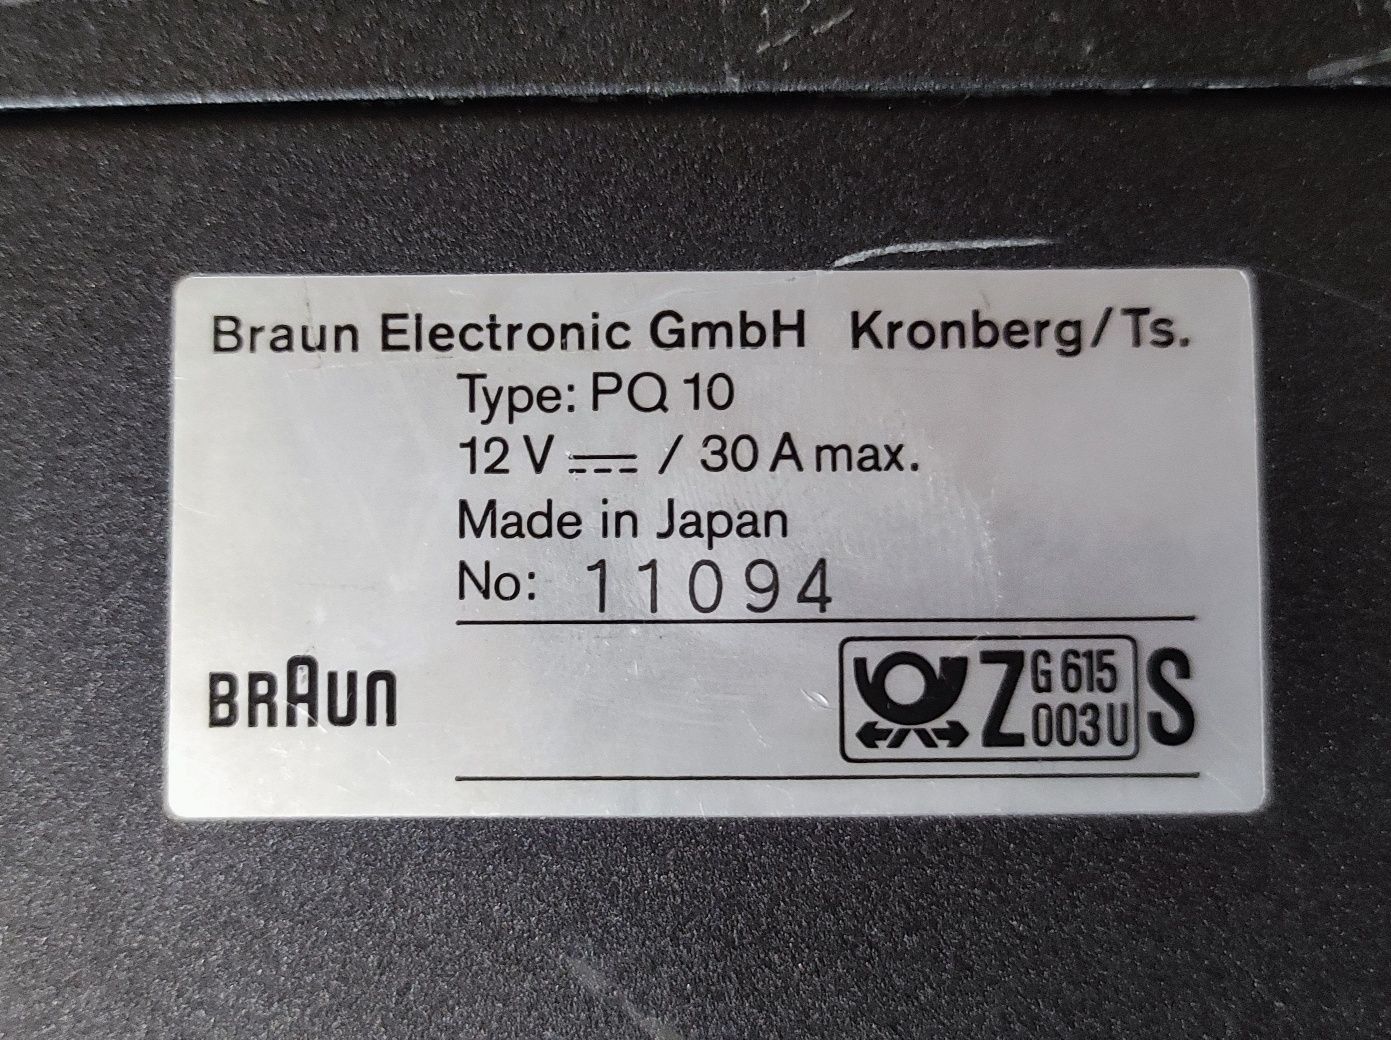 Braun Electronic GmbH Kronberg/Ts.
Type: PQ 10
12 V ⎓ / 30 A max.
Made in Japan
No: 11094
BRAUN
Z G 615 S
003 U